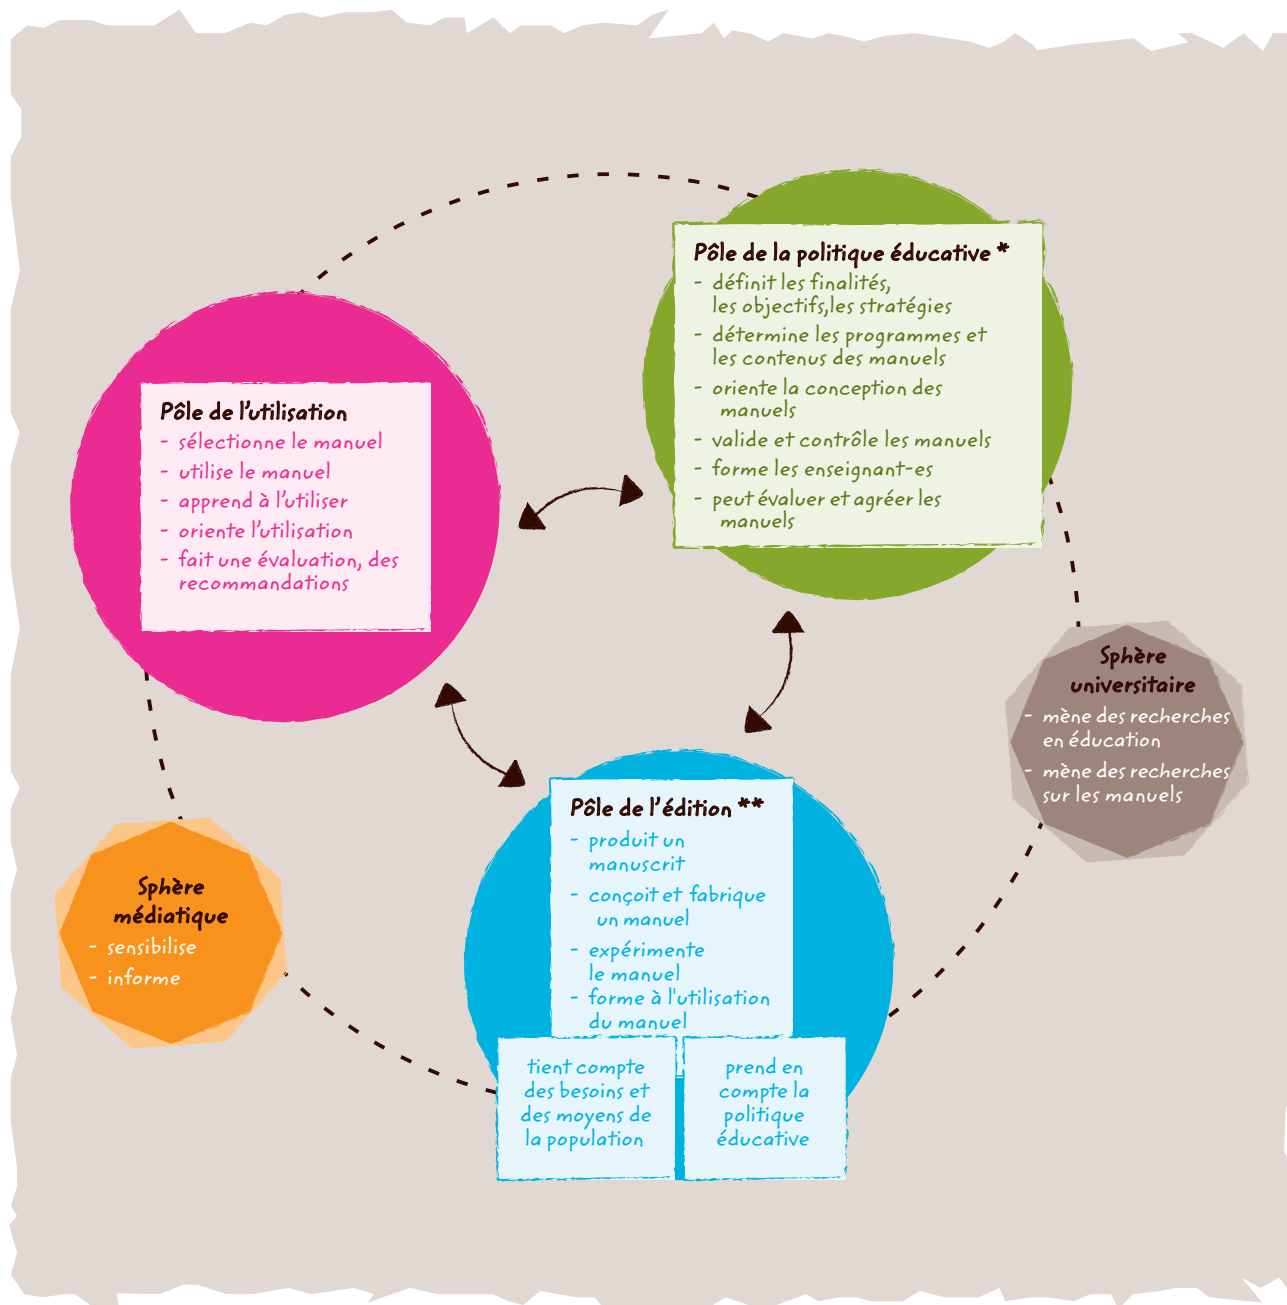 Pôle de la politique éducative *
- définit les finalités,
les objectifs,les stratégies
- détermine les programmes et
les contenus des manuels
- oriente la conception des
manuels
- valide et contrôle les manuels
- forme les enseignant-es
- peut évaluer et agréer les
manuels
Pôle de l'utilisation
- sélectionne le manuel
- utilise le manuel
- apprend à l'utiliser
- oriente l'utilisation
- fait une évaluation, des
recommandations
Sphère
universitaire
- mène des recherches
en éducation
- mène des recherches
sur les manuels
Pôle de l'édition **
- produit un
manuscrit
- conçoit et fabrique
un manuel
- expérimente
le manuel
- forme à l'utilisation
du manuel
tient compte
des besoins et
des moyens de
la population
prend en
compte la
politique
éducative
Sphère
médiatique
- sensibilise
- informe